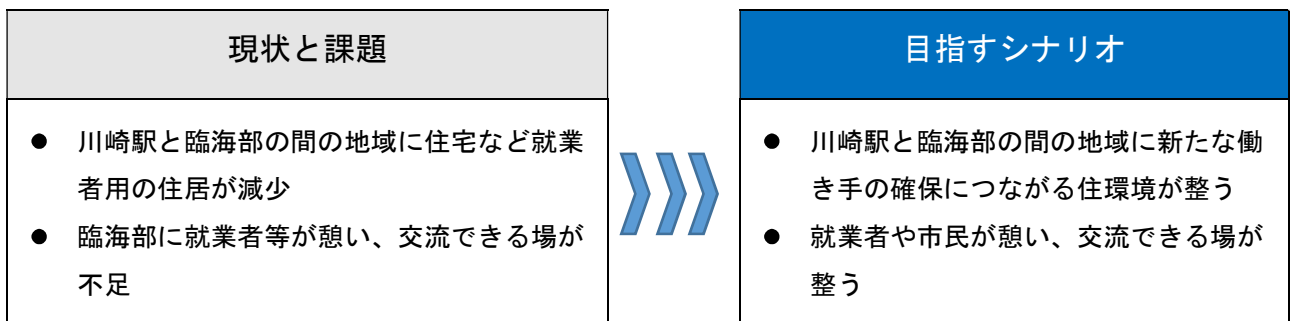 現状と課題
● 川崎駅と臨海部の間の地域に住宅など就業
者用の住居が減少
● 臨海部に就業者等が憩い、交流できる場が
不足
目指すシナリオ
● 川崎駅と臨海部の間の地域に新たな働
き手の確保につながる住環境が整う
● 就業者や市民が憩い、交流できる場が
整う